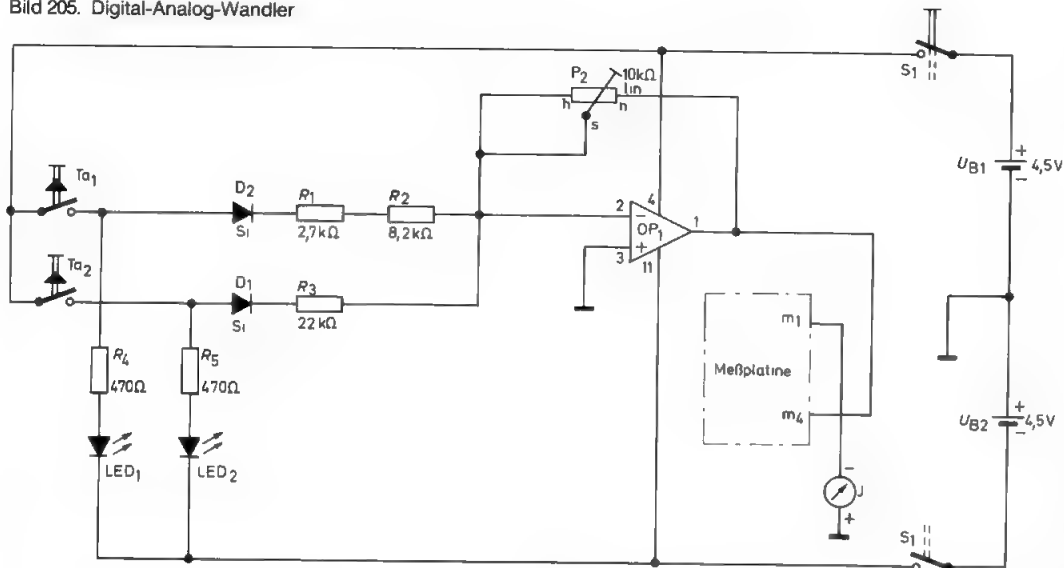 Bild 205. Digital-Analog-Wandler
S1
P2
10kΩ
lin
h
n
s
UB1
+
4,5V
-
Ta1
D2
Si
R1
2,7kΩ
R2
8,2kΩ
2
-
4
OP1
1
+
3
11
Ta2
D1
Si
R3
22kΩ
m1
Meßplatine
m4
R4
470Ω
R5
470Ω
UB2
+
4,5V
-
LED1
LED2
-
J
+
S1